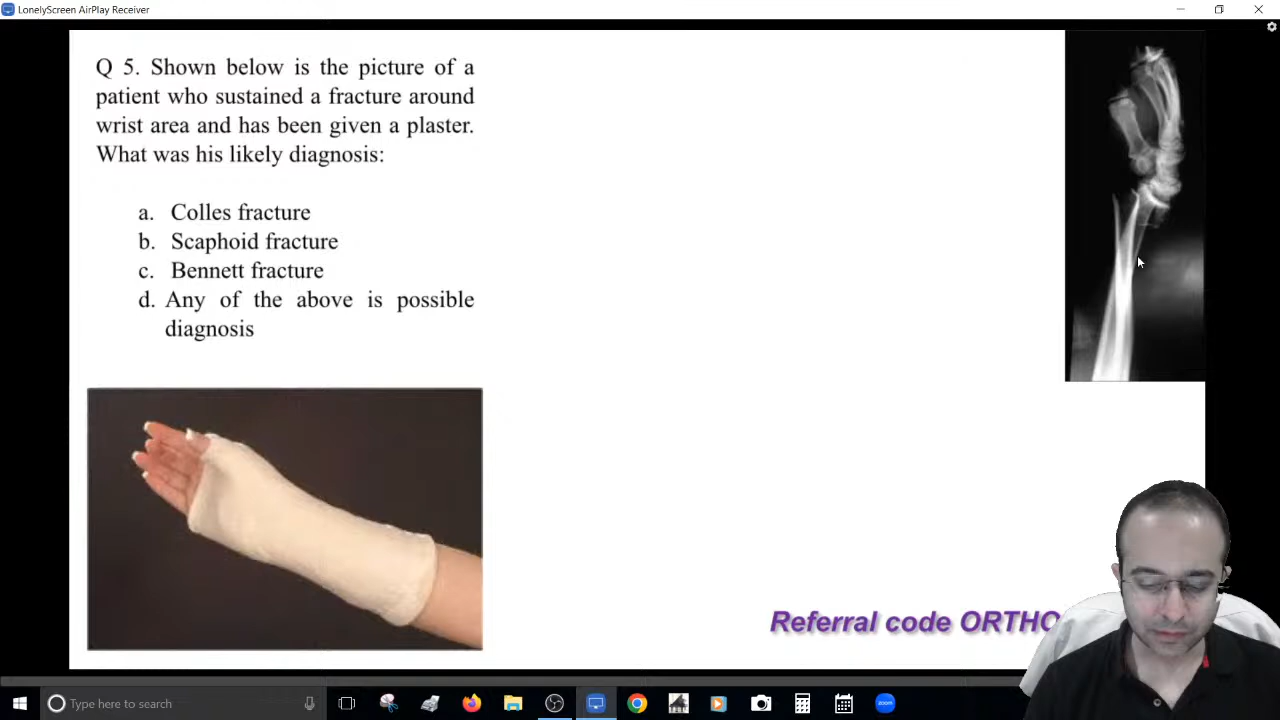 LonelyScreen AirPlay Receiver
Q 5. Shown below is the picture of a
patient who sustained a fracture around
wrist area and has been given a plaster.
What was his likely diagnosis:
a. Colles fracture
b. Scaphoid fracture
c. Bennett fracture
d. Any of the above is possible
diagnosis
Referral code ORTHO
Type here to search
zoom